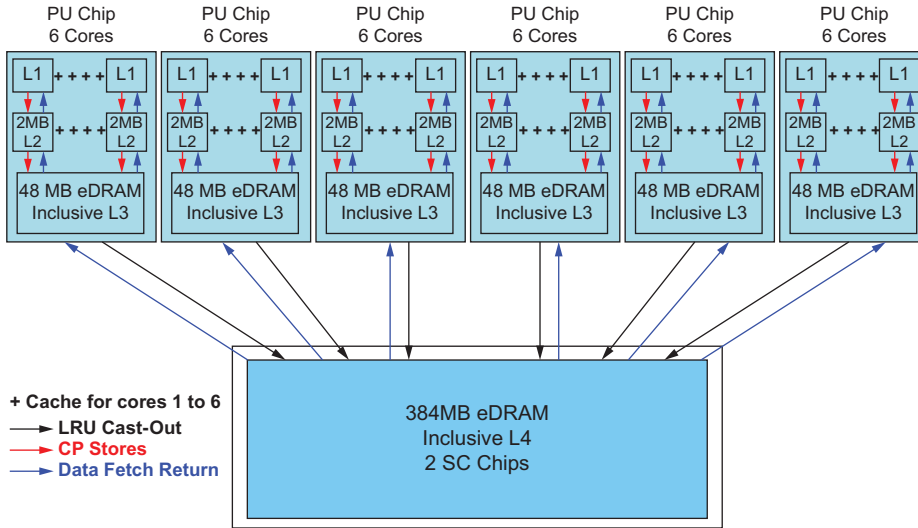 PU Chip PU Chip PU Chip PU Chip PU Chip PU Chip
6 Cores 6 Cores 6 Cores 6 Cores 6 Cores 6 Cores
L1 ++++ L1 L1 ++++ L1 L1 ++++ L1 L1 ++++ L1 L1 ++++ L1 L1 ++++ L1
2MB ++++ 2MB 2MB ++++ 2MB 2MB ++++ 2MB 2MB ++++ 2MB 2MB ++++ 2MB 2MB ++++ 2MB
L2 L2 L2 L2 L2 L2 L2 L2 L2 L2 L2 L2
48 MB eDRAM 48 MB eDRAM 48 MB eDRAM 48 MB eDRAM 48 MB eDRAM 48 MB eDRAM
Inclusive L3 Inclusive L3 Inclusive L3 Inclusive L3 Inclusive L3 Inclusive L3
+ Cache for cores 1 to 6
LRU Cast-Out
CP Stores
Data Fetch Return
384MB eDRAM
Inclusive L4
2 SC Chips